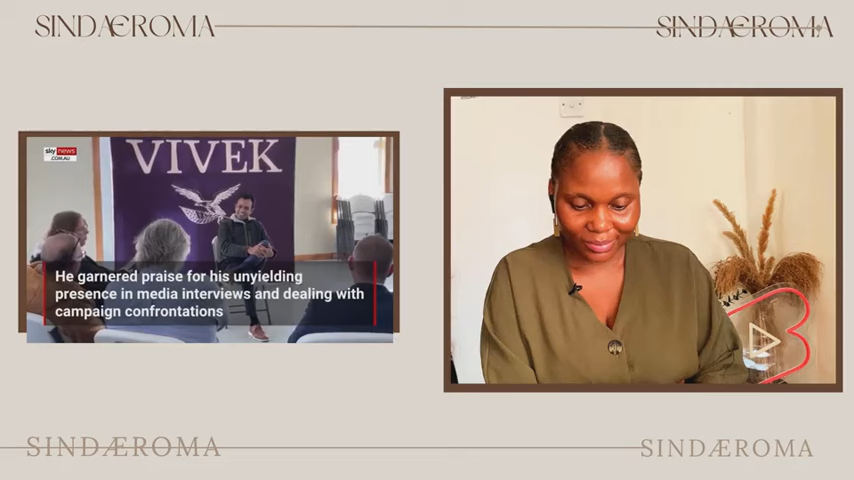 SINDÆROMA
SINDÆROMA
sky news
.COM.AU
VIVEK
He garnered praise for his unyielding
presence in media interviews and dealing with
campaign confrontations
SINDÆROMA
SINDÆROMA